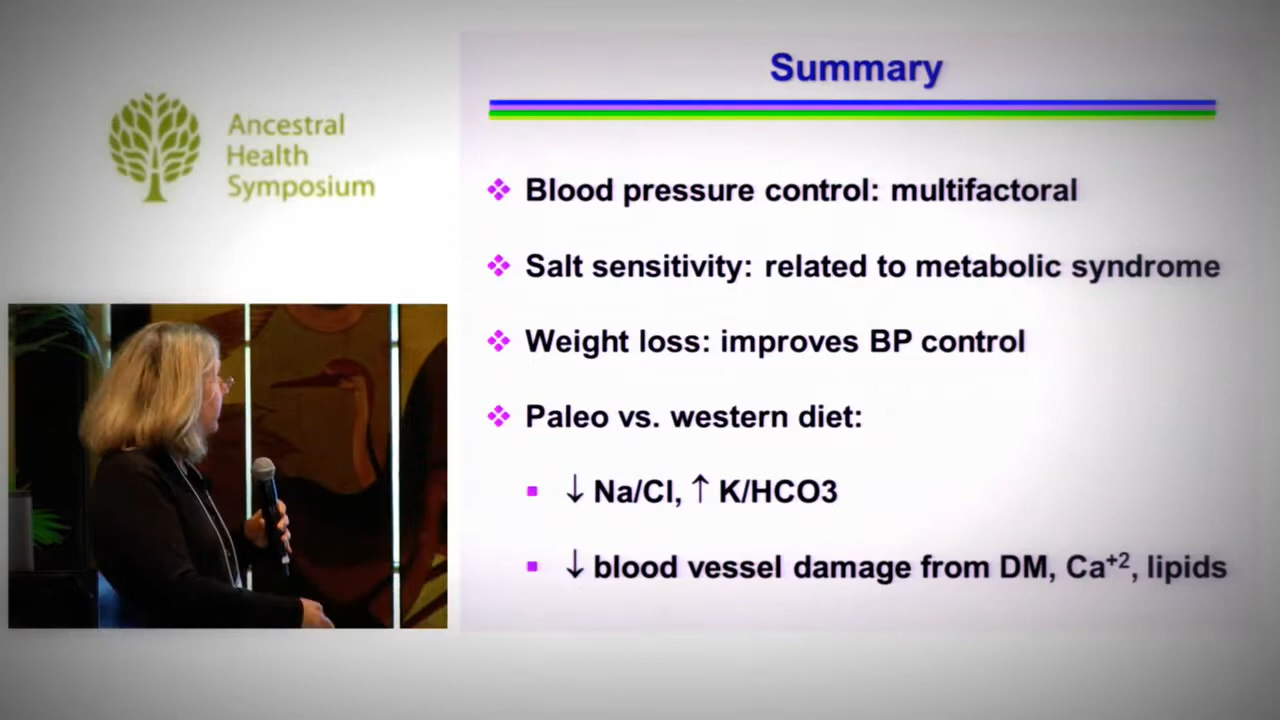 Ancestral
Health
Symposium
Summary
❖ Blood pressure control: multifactoral
❖ Salt sensitivity: related to metabolic syndrome
❖ Weight loss: improves BP control
❖ Paleo vs. western diet:
▪ ↓ Na/Cl, ↑ K/HCO3
▪ ↓ blood vessel damage from DM, Ca⁺², lipids